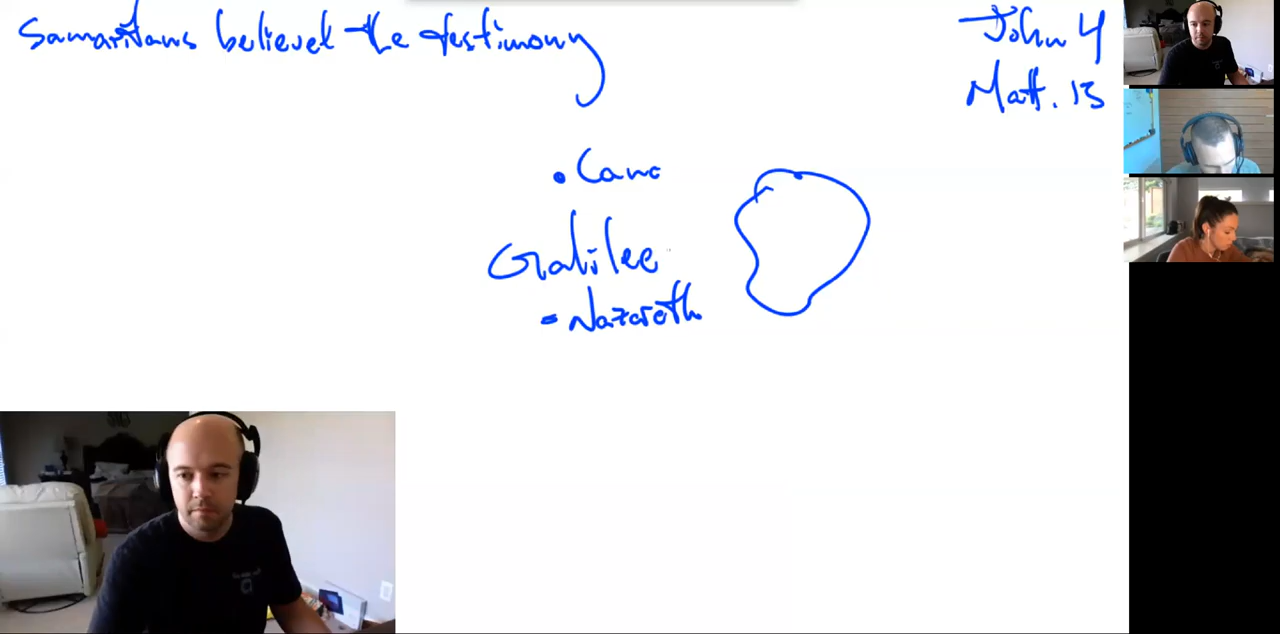 Samaritans believed the testimony
John 4
Matt. 13
Cana
Galilee
Nazareth